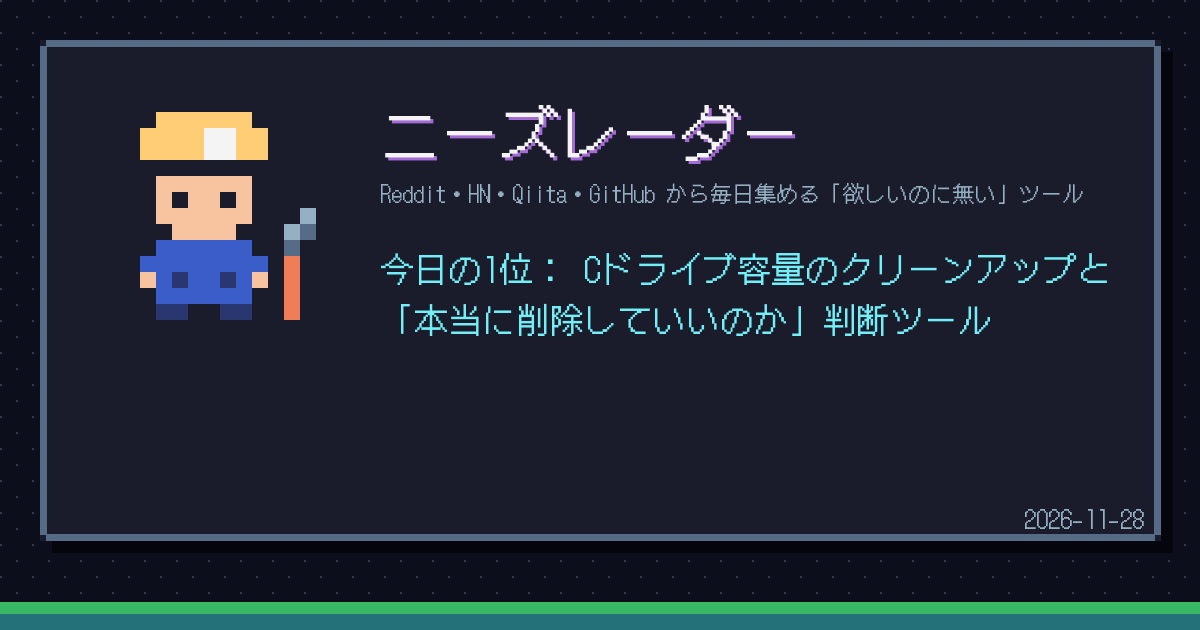 ニーズレーダー
Reddit・HN・Qiita・GitHub から毎日集める「欲しいのに無い」ツール
今日の1位： Cドライブ容量のクリーンアップと
「本当に削除していいのか」判断ツール
2026-11-28